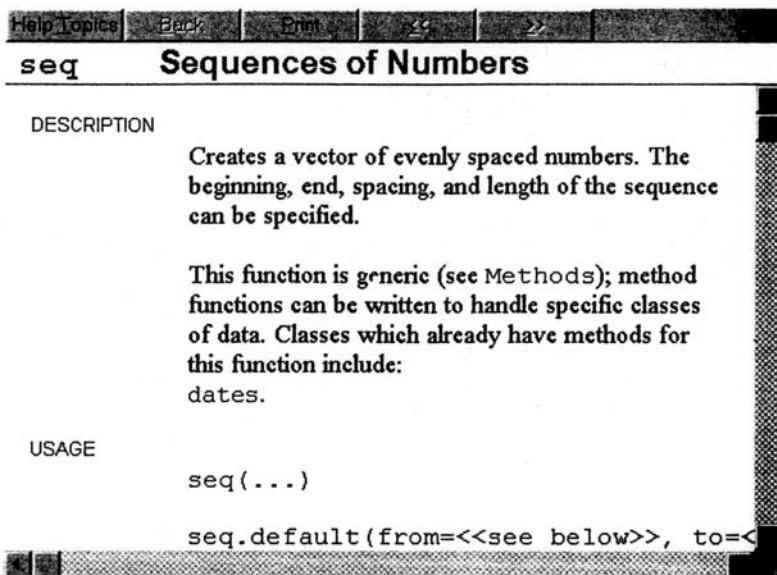 Help Topics Back Print << >>
seq Sequences of Numbers
DESCRIPTION
Creates a vector of evenly spaced numbers. The
beginning, end, spacing, and length of the sequence
can be specified.
This function is generic (see Methods); method
functions can be written to handle specific classes
of data. Classes which already have methods for
this function include:
dates.
USAGE
seq(...)
seq.default(from=<<see below>>, to=<